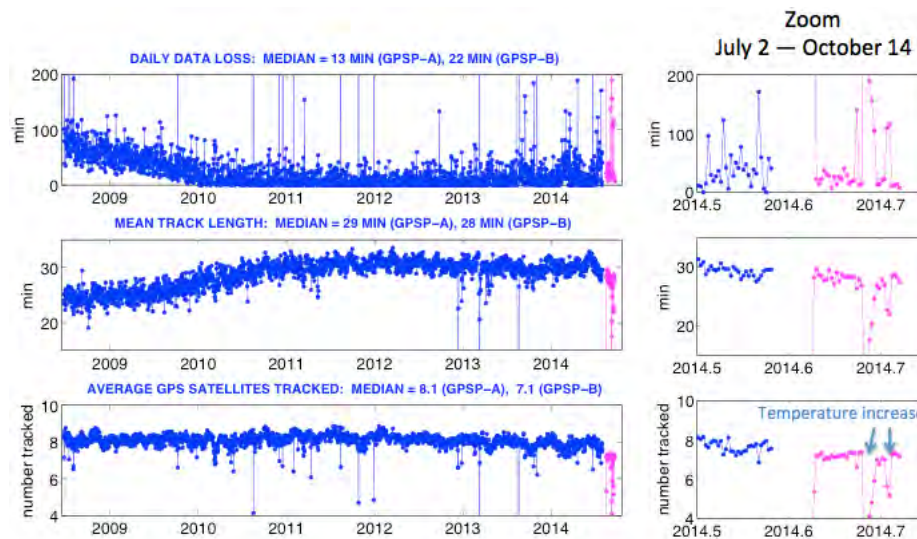 Zoom
July 2 — October 14
DAILY DATA LOSS: MEDIAN = 13 MIN (GPSP-A), 22 MIN (GPSP-B)
200
100
0
min
2009 2010 2011 2012 2013 2014
200
100
0
min
2014.5 2014.6 2014.7
MEAN TRACK LENGTH: MEDIAN = 29 MIN (GPSP-A), 28 MIN (GPSP-B)
30
20
min
2009 2010 2011 2012 2013 2014
30
20
min
2014.5 2014.6 2014.7
AVERAGE GPS SATELLITES TRACKED: MEDIAN = 8.1 (GPSP-A), 7.1 (GPSP-B)
10
8
6
4
number tracked
2009 2010 2011 2012 2013 2014
10
8
6
4
number tracked
Temperature increase
2014.5 2014.6 2014.7